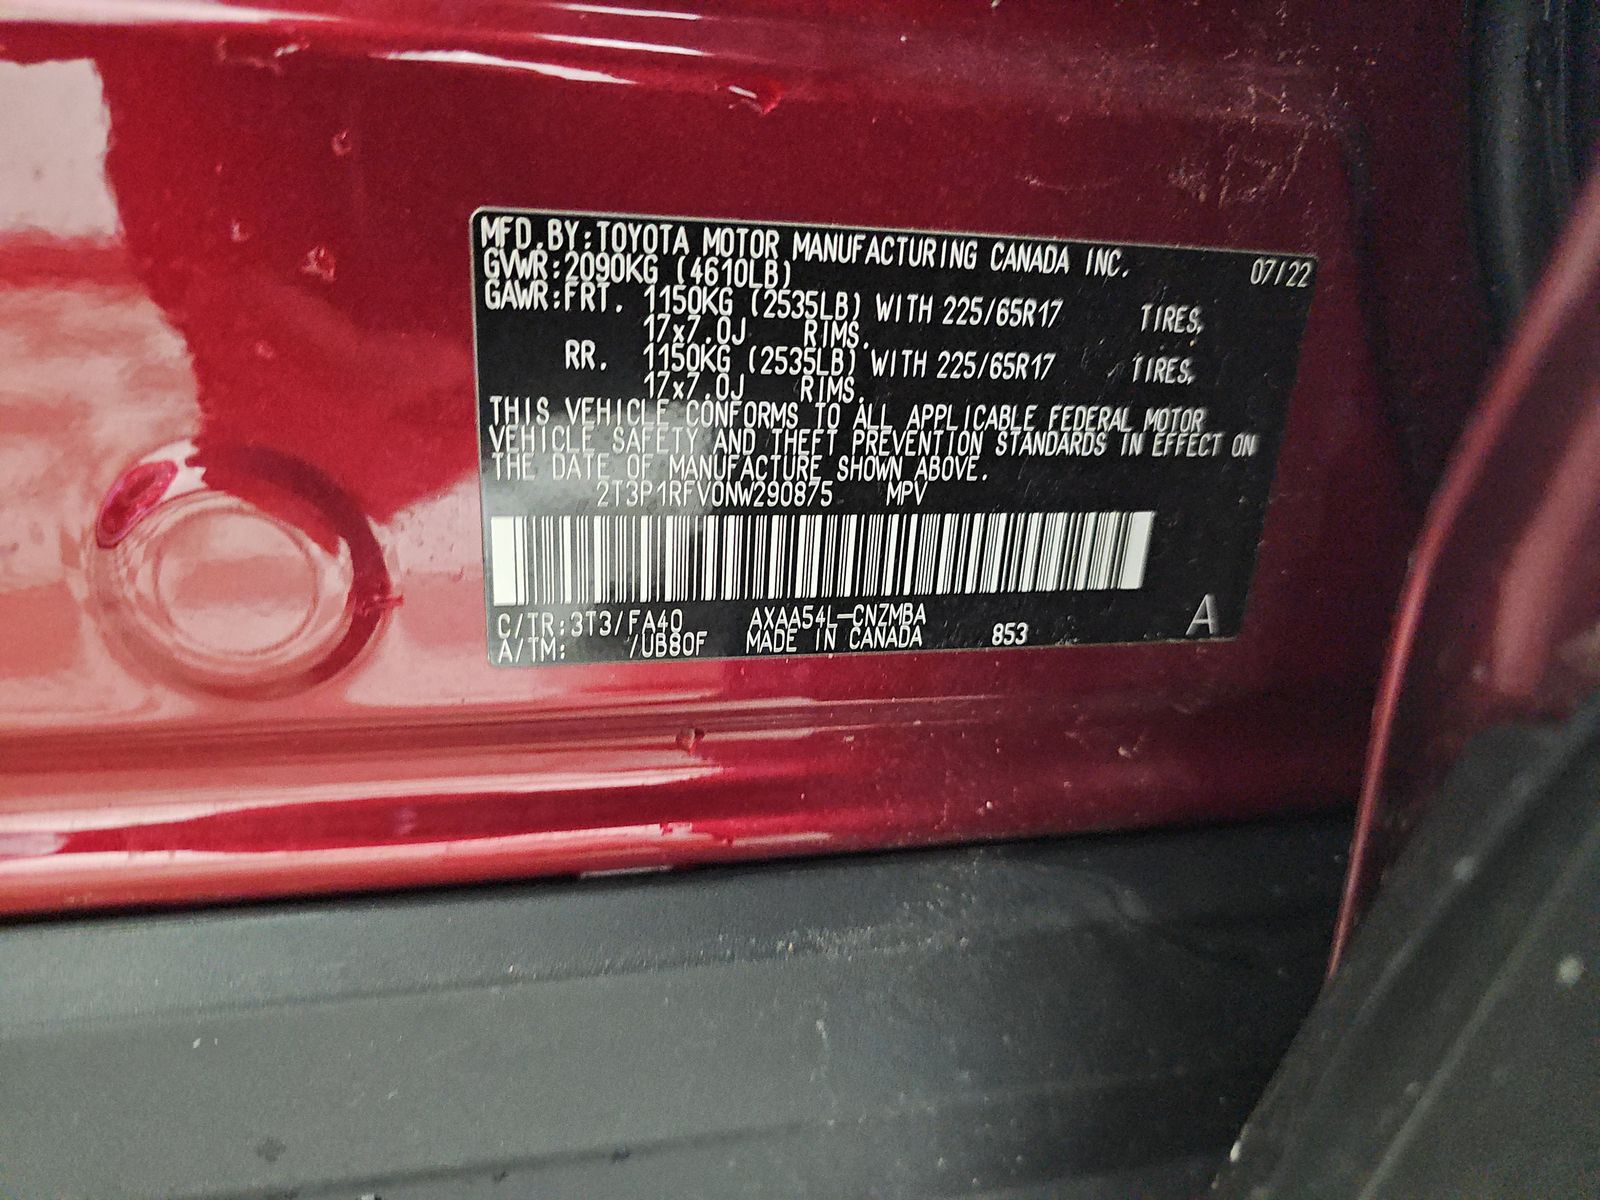 MFD.BY:TOYOTA MOTOR MANUFACTURING CANADA INC. 07/22
GVWR:2090KG (4610LB)
GAWR:FRT. 1150KG (2535LB) WITH 225/65R17 TIRES,
17x7.0J RIMS.
RR. 1150KG (2535LB) WITH 225/65R17 TIRES,
17x7.0J RIMS.
THIS VEHICLE CONFORMS TO ALL APPLICABLE FEDERAL MOTOR
VEHICLE SAFETY AND THEFT PREVENTION STANDARDS IN EFFECT ON
THE DATE OF MANUFACTURE SHOWN ABOVE.
2T3P1RFV0NW290875 MPV
C/TR:3T3/FA40 AXAA54L-CNZMBA
A/TM: /UB80F MADE IN CANADA 853 A